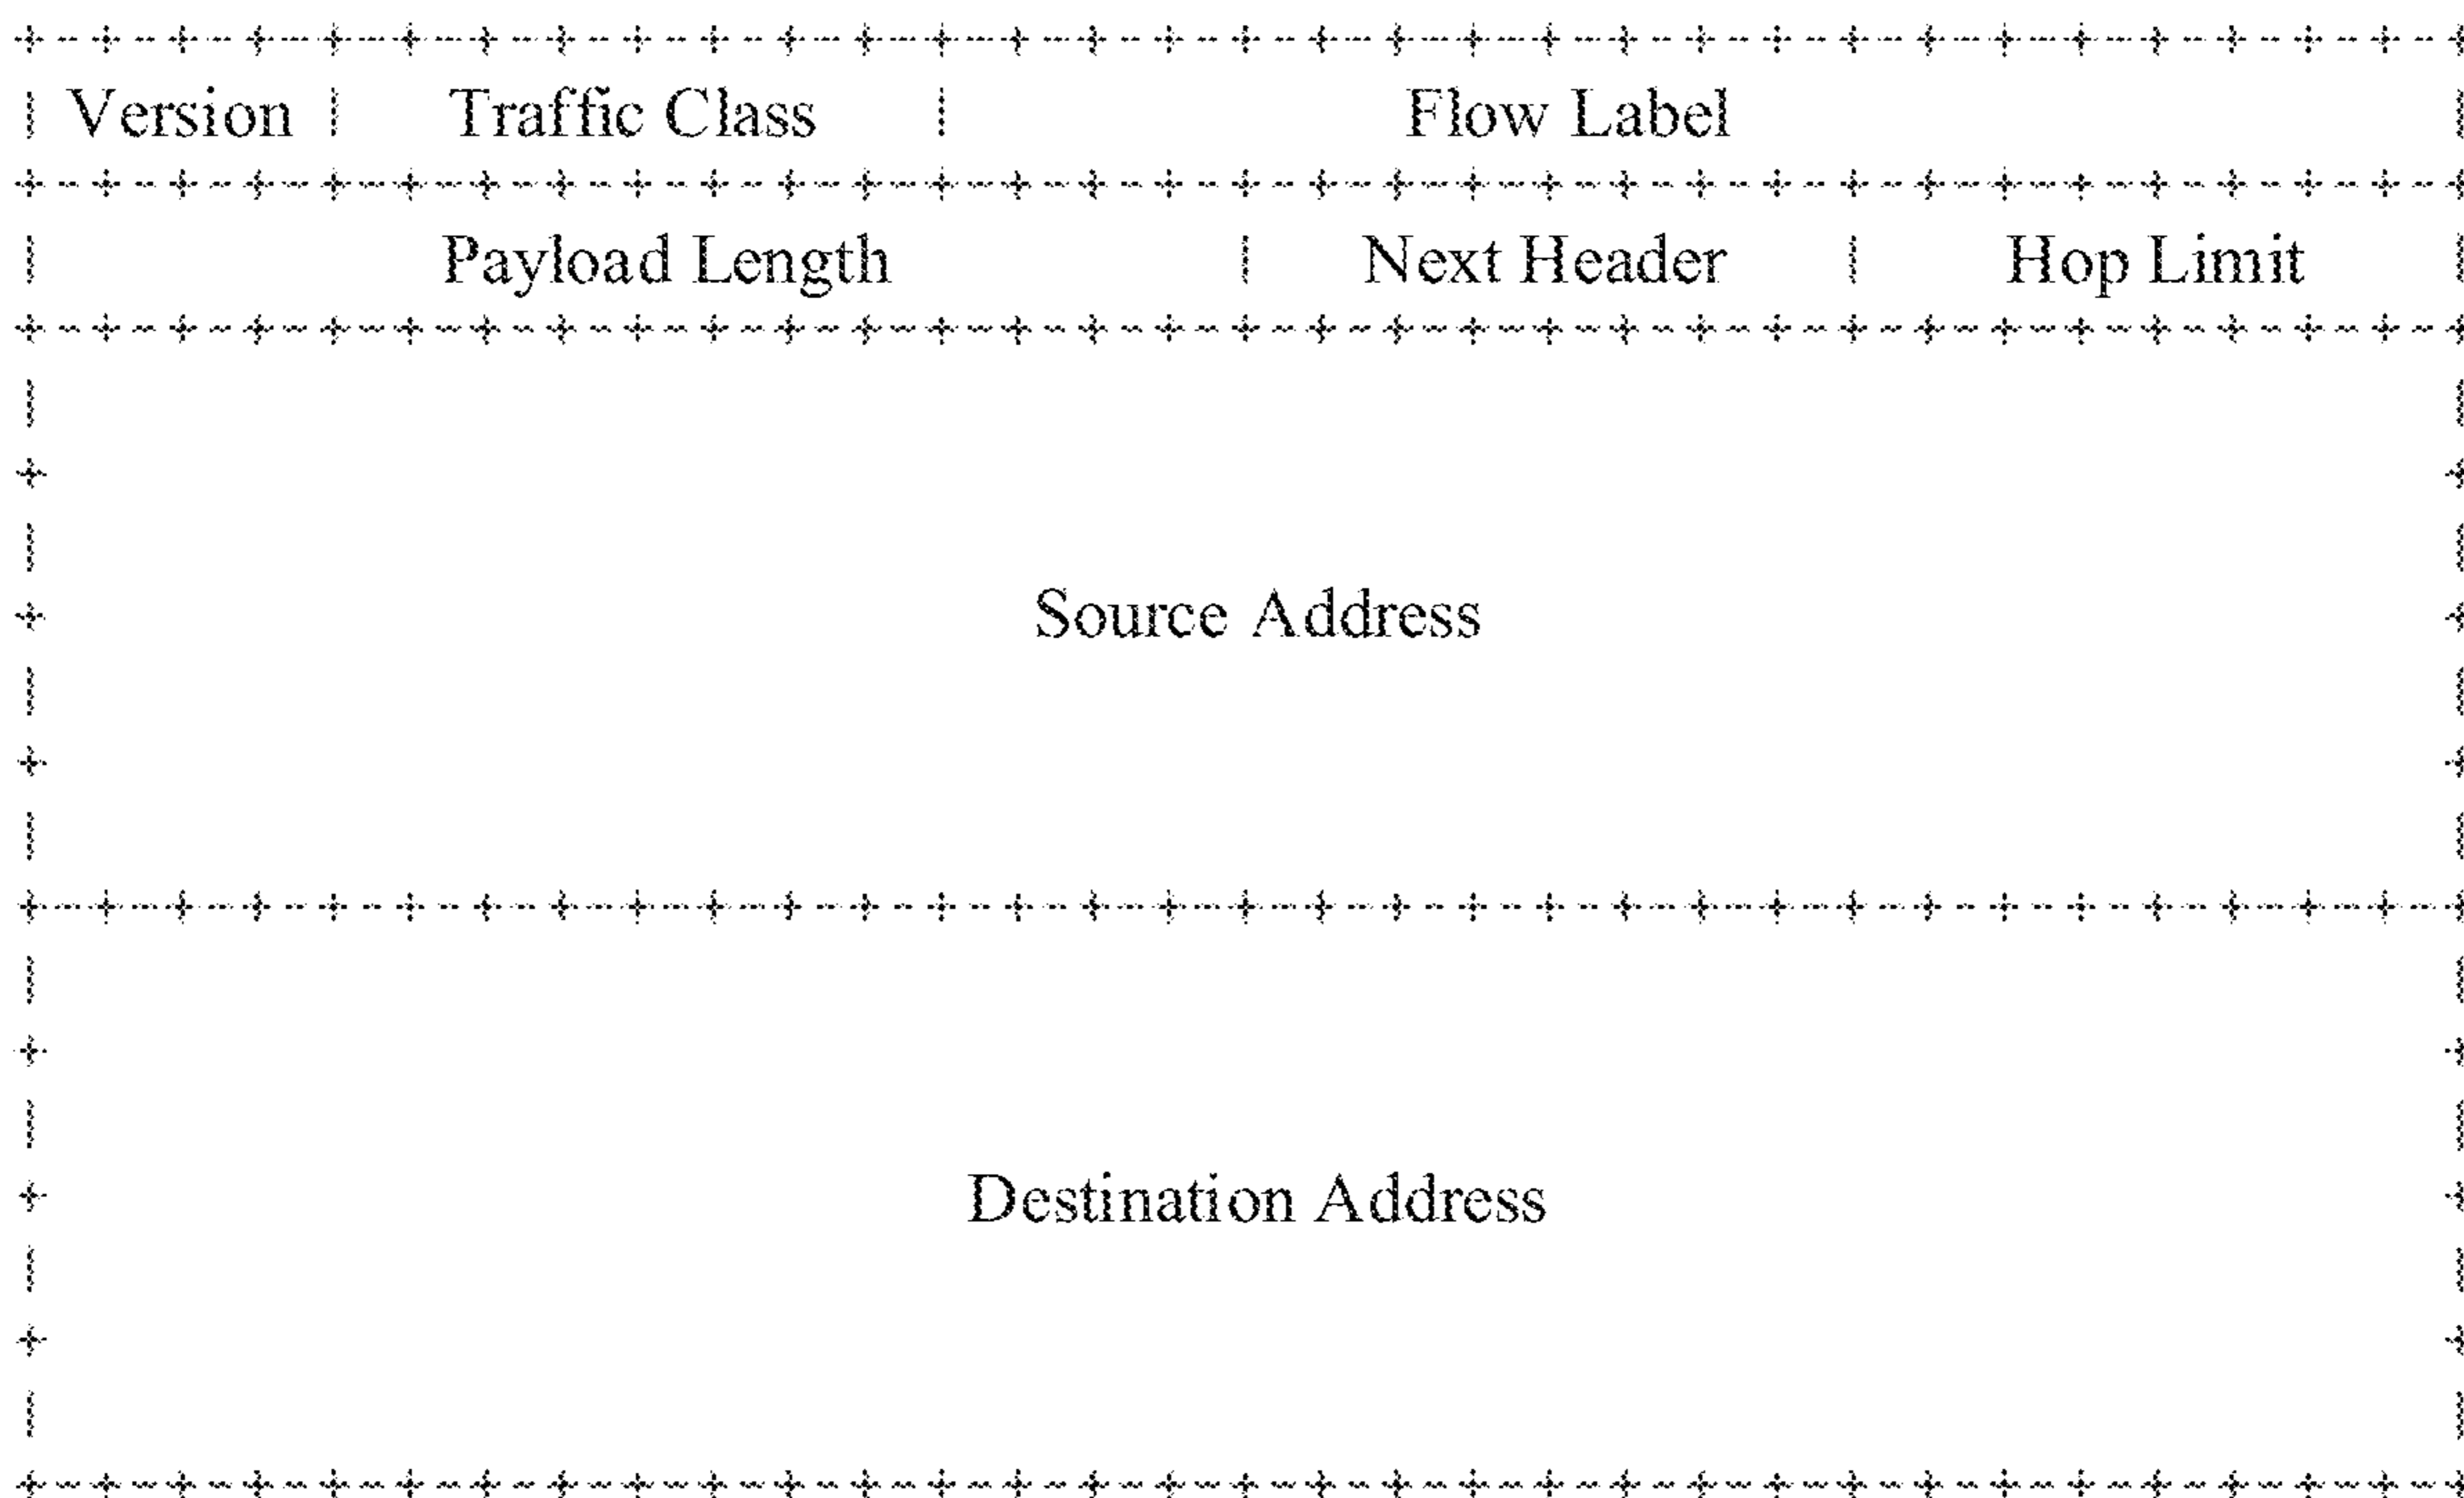 Version | Traffic Class | Flow Label
Payload Length | Next Header | Hop Limit
Source Address
Destination Address